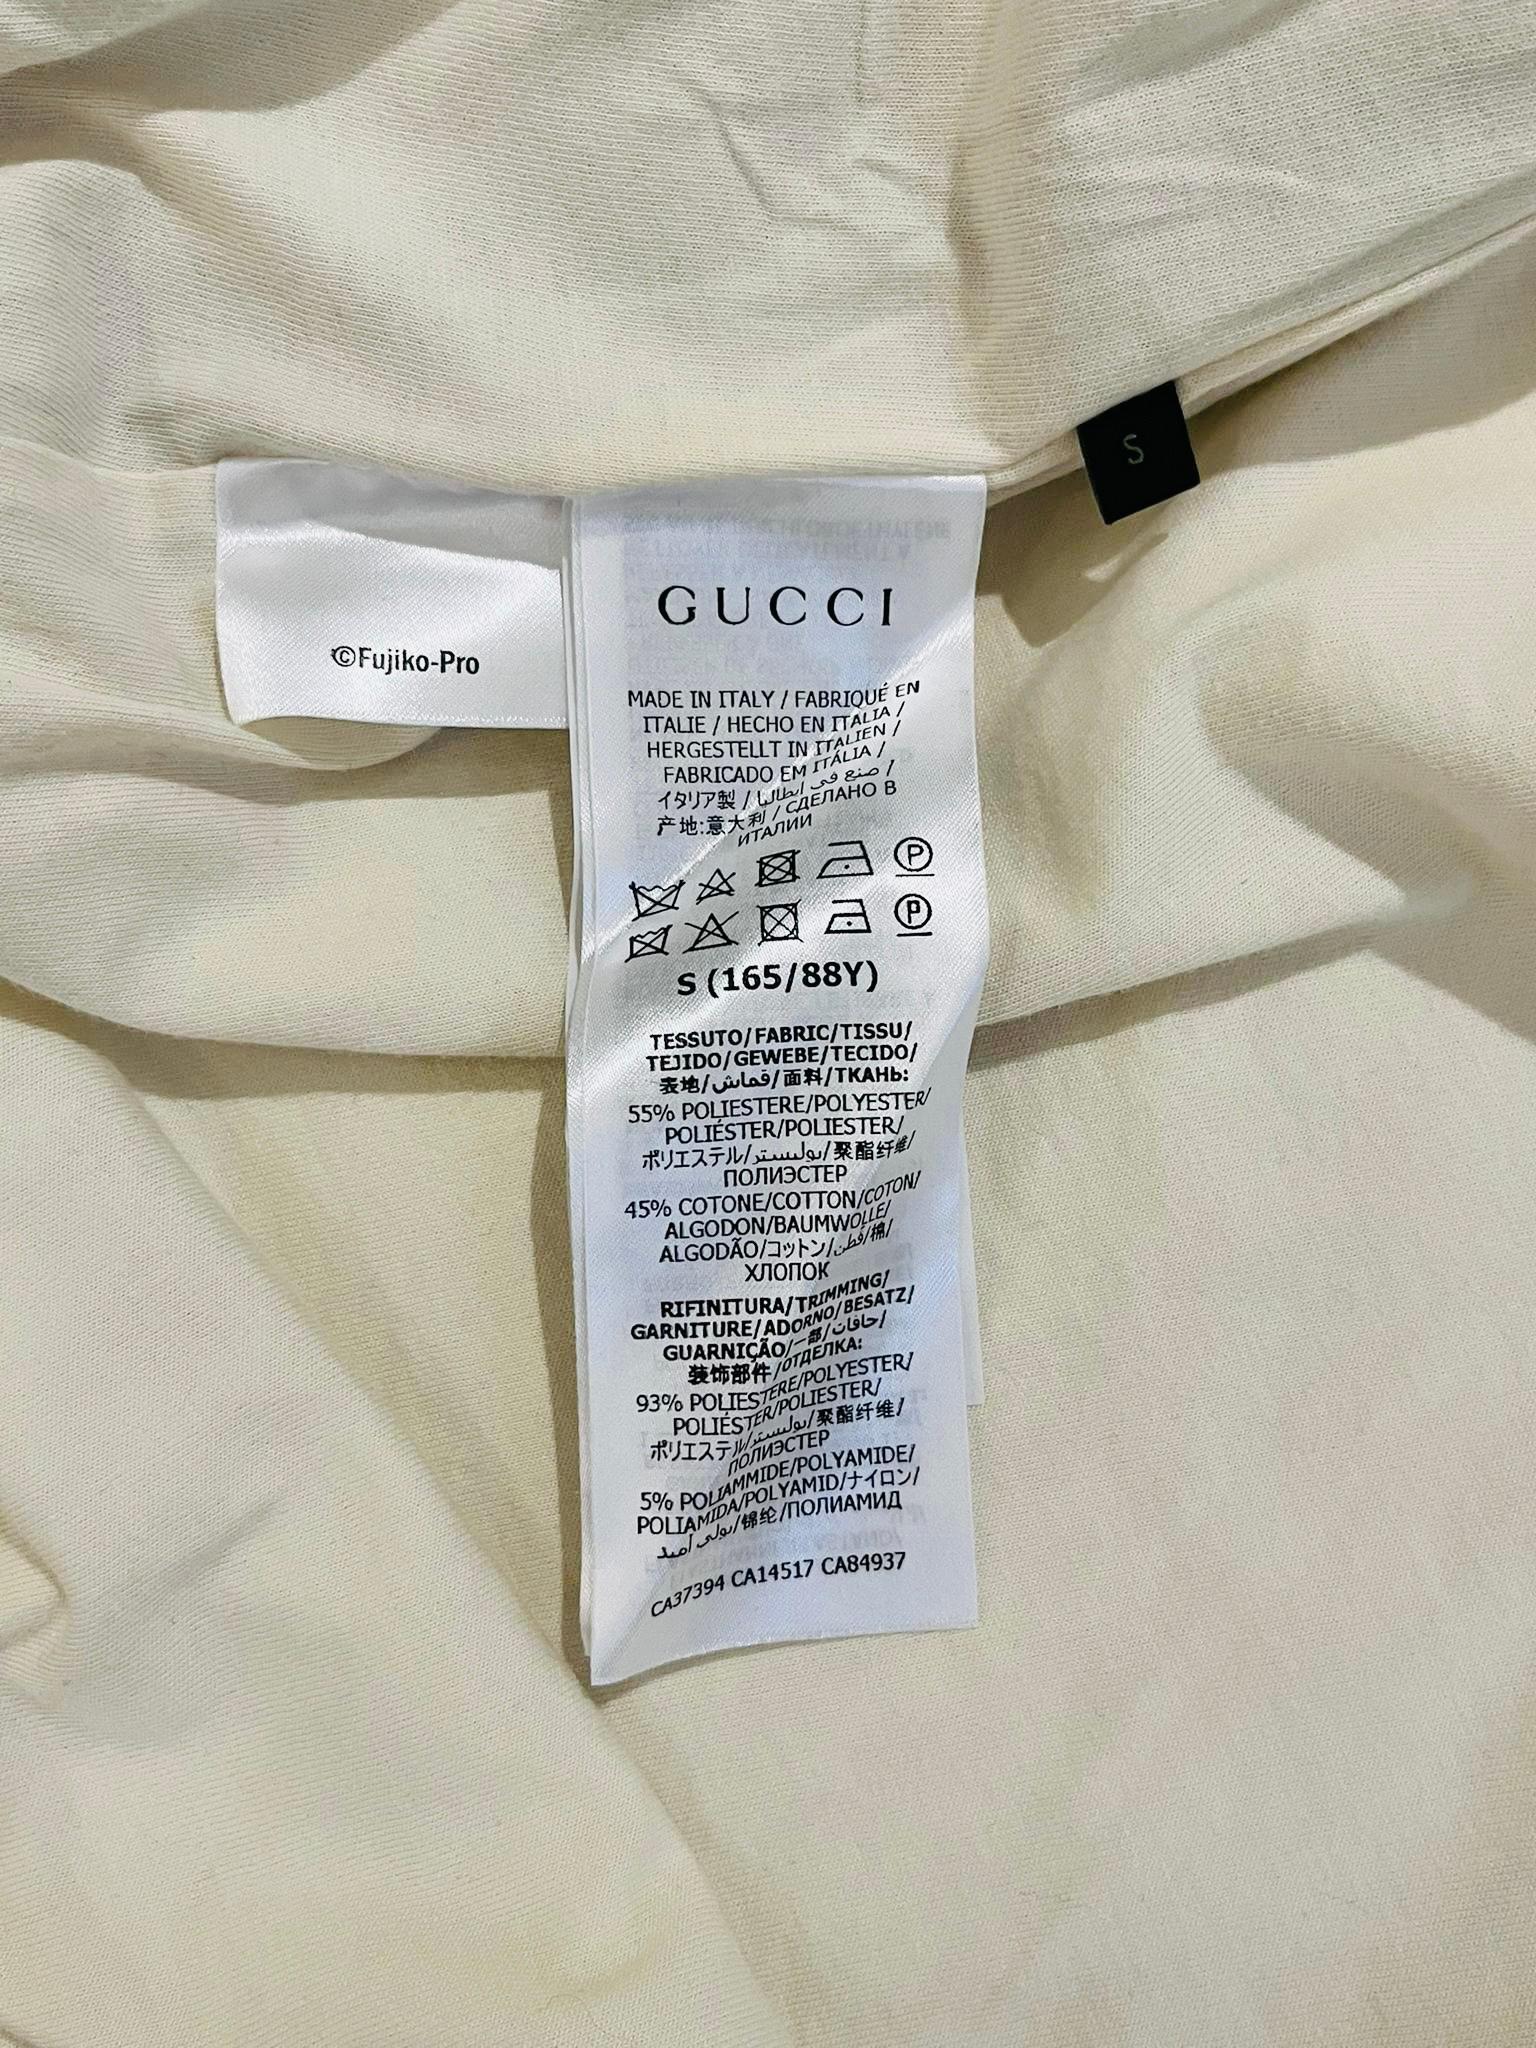 S
©Fujiko-Pro
GUCCI
MADE IN ITALY / FABRIQUÉ EN
ITALIE / HECHO EN ITALIA /
HERGESTELLT IN ITALIEN /
FABRICADO EM ITÁLIA /
イタリア製 / صنع في ايطاليا /
产地:意大利 / СДЕЛАНО В
ИТАЛИИ
P
P
S (165/88Y)
TESSUTO/FABRIC/TISSU/
TEJIDO/GEWEBE/TECIDO/
表地/قماش/面料/ТКАНЬ:
55% POLIESTERE/POLYESTER/
POLIÉSTER/POLIESTER/
ポリエステル/بوليستر/聚酯纤维/
ПОЛИЭСТЕР
45% COTONE/COTTON/COTON/
ALGODON/BAUMWOLLE/
ALGODÃO/コットン/قطن/棉/
ХЛОПОК
RIFINITURA/TRIMMING/
GARNITURE/ADORNO/BESATZ/
GUARNIÇÃO/一部/حافات/
装饰部件/ОТДЕЛКА:
93% POLIESTERE/POLYESTER/
POLIÉSTER/POLIESTER/
ポリエステル/بوليستر/聚酯纤维/
ПОЛИЭСТЕР
5% POLIAMMIDE/POLYAMIDE/
POLIAMIDA/POLYAMID/ナイロン/
بولي أميد/锦纶/ПОЛИАМИД
CA37394 CA14517 CA84937